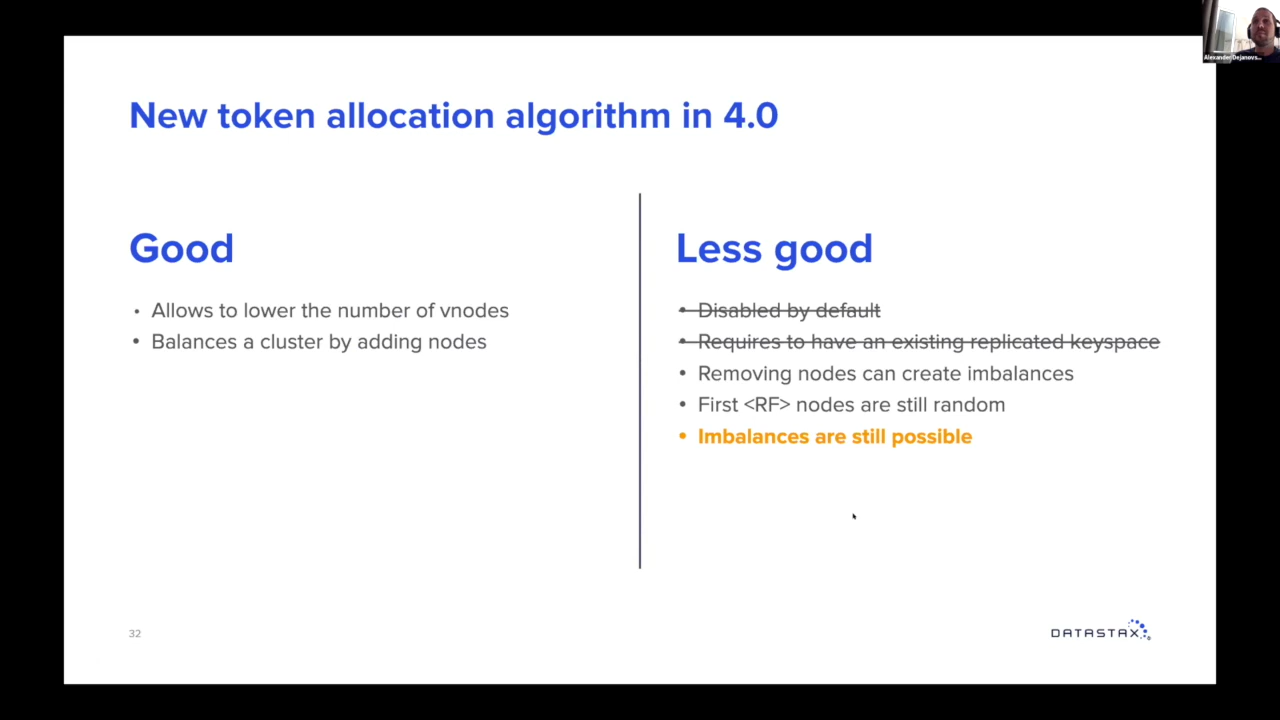 Alexander Dejanovs...
New token allocation algorithm in 4.0
Good
• Allows to lower the number of vnodes
• Balances a cluster by adding nodes
Less good
• Disabled by default
• Requires to have an existing replicated keyspace
• Removing nodes can create imbalances
• First <RF> nodes are still random
• Imbalances are still possible
32
DATASTAX